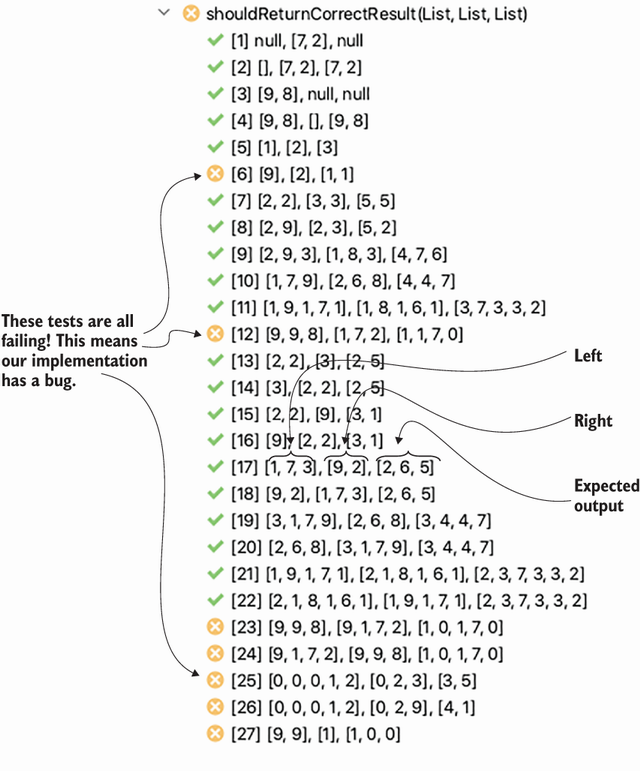 shouldReturnCorrectResult(List, List, List)
[1] null, [7, 2], null
[2] [], [7, 2], [7, 2]
[3] [9, 8], null, null
[4] [9, 8], [], [9, 8]
[5] [1], [2], [3]
[6] [9], [2], [1, 1]
[7] [2, 2], [3, 3], [5, 5]
[8] [2, 9], [2, 3], [5, 2]
[9] [2, 9, 3], [1, 8, 3], [4, 7, 6]
[10] [1, 7, 9], [2, 6, 8], [4, 4, 7]
[11] [1, 9, 1, 7, 1], [1, 8, 1, 6, 1], [3, 7, 3, 3, 2]
[12] [9, 9, 8], [1, 7, 2], [1, 1, 7, 0]
[13] [2, 2], [3], [2, 5]
[14] [3], [2, 2], [2, 5]
[15] [2, 2], [9], [3, 1]
[16] [9], [2, 2], [3, 1]
[17] [1, 7, 3], [9, 2], [2, 6, 5]
[18] [9, 2], [1, 7, 3], [2, 6, 5]
[19] [3, 1, 7, 9], [2, 6, 8], [3, 4, 4, 7]
[20] [2, 6, 8], [3, 1, 7, 9], [3, 4, 4, 7]
[21] [1, 9, 1, 7, 1], [2, 1, 8, 1, 6, 1], [2, 3, 7, 3, 3, 2]
[22] [2, 1, 8, 1, 6, 1], [1, 9, 1, 7, 1], [2, 3, 7, 3, 3, 2]
[23] [9, 9, 8], [9, 1, 7, 2], [1, 0, 1, 7, 0]
[24] [9, 1, 7, 2], [9, 9, 8], [1, 0, 1, 7, 0]
[25] [0, 0, 0, 1, 2], [0, 2, 3], [3, 5]
[26] [0, 0, 0, 1, 2], [0, 2, 9], [4, 1]
[27] [9, 9], [1], [1, 0, 0]
These tests are all
failing! This means
our implementation
has a bug.
Left
Right
Expected
output